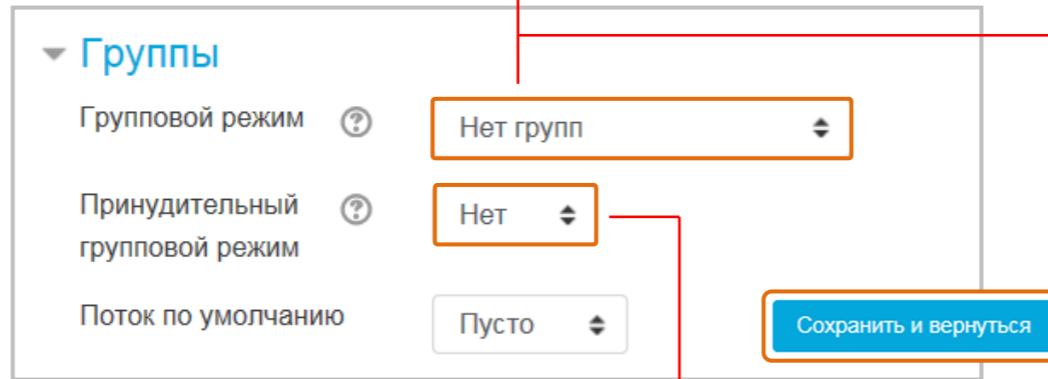 Группы
Групповой режим
Нет групп
Принудительный
групповой режим
Нет
Поток по умолчанию
Пусто
Сохранить и вернуться